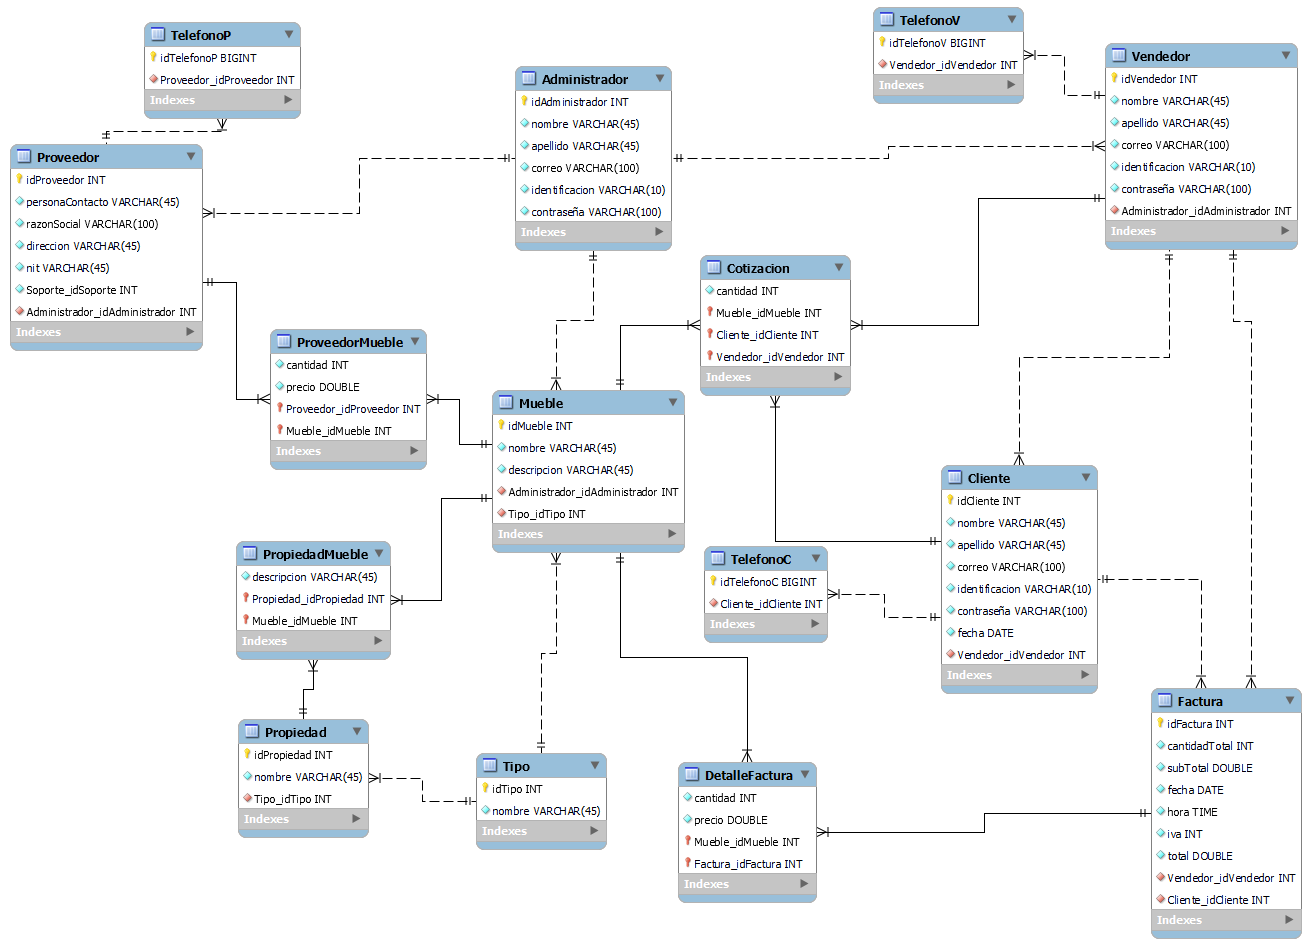 TelefonoP
idTelefonoP BIGINT
Proveedor_idProveedor INT
Indexes
TelefonoV
idTelefonoV BIGINT
Vendedor_idVendedor INT
Indexes
Vendedor
idVendedor INT
nombre VARCHAR(45)
apellido VARCHAR(45)
correo VARCHAR(100)
identificacion VARCHAR(10)
contraseña VARCHAR(100)
Administrador_idAdministrador INT
Indexes
Administrador
idAdministrador INT
nombre VARCHAR(45)
apellido VARCHAR(45)
correo VARCHAR(100)
identificacion VARCHAR(10)
contraseña VARCHAR(100)
Indexes
Proveedor
idProveedor INT
personaContacto VARCHAR(45)
razonSocial VARCHAR(100)
direccion VARCHAR(45)
nit VARCHAR(45)
Soporte_idSoporte INT
Administrador_idAdministrador INT
Indexes
Cotizacion
cantidad INT
Mueble_idMueble INT
Cliente_idCliente INT
Vendedor_idVendedor INT
Indexes
ProveedorMueble
cantidad INT
precio DOUBLE
Proveedor_idProveedor INT
Mueble_idMueble INT
Indexes
Mueble
idMueble INT
nombre VARCHAR(45)
descripcion VARCHAR(45)
Administrador_idAdministrador INT
Tipo_idTipo INT
Indexes
Cliente
idCliente INT
nombre VARCHAR(45)
apellido VARCHAR(45)
correo VARCHAR(100)
identificacion VARCHAR(10)
contraseña VARCHAR(100)
fecha DATE
Vendedor_idVendedor INT
Indexes
PropiedadMueble
descripcion VARCHAR(45)
Propiedad_idPropiedad INT
Mueble_idMueble INT
Indexes
TelefonoC
idTelefonoC BIGINT
Cliente_idCliente INT
Indexes
Propiedad
idPropiedad INT
nombre VARCHAR(45)
Tipo_idTipo INT
Indexes
Tipo
idTipo INT
nombre VARCHAR(45)
Indexes
DetalleFactura
cantidad INT
precio DOUBLE
Mueble_idMueble INT
Factura_idFactura INT
Indexes
Factura
idFactura INT
cantidadTotal INT
subTotal DOUBLE
fecha DATE
hora TIME
iva INT
total DOUBLE
Vendedor_idVendedor INT
Cliente_idCliente INT
Indexes